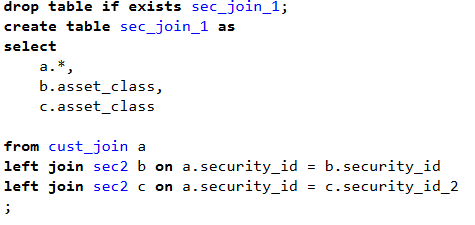 drop table if exists sec_join_1;
create table sec_join_1 as
select
    a.*,
    b.asset_class,
    c.asset_class

from cust_join a
left join sec2 b on a.security_id = b.security_id
left join sec2 c on a.security_id = c.security_id_2
;